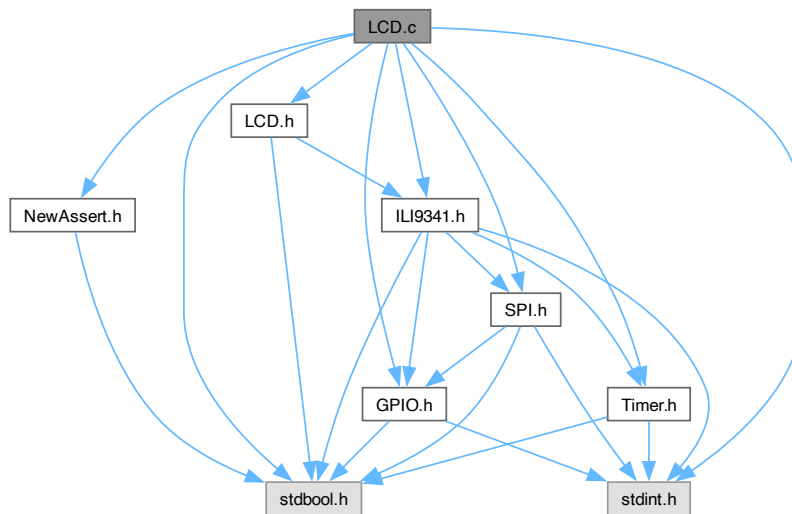 LCD.c
LCD.h
NewAssert.h
ILI9341.h
SPI.h
GPIO.h
Timer.h
stdbool.h
stdint.h